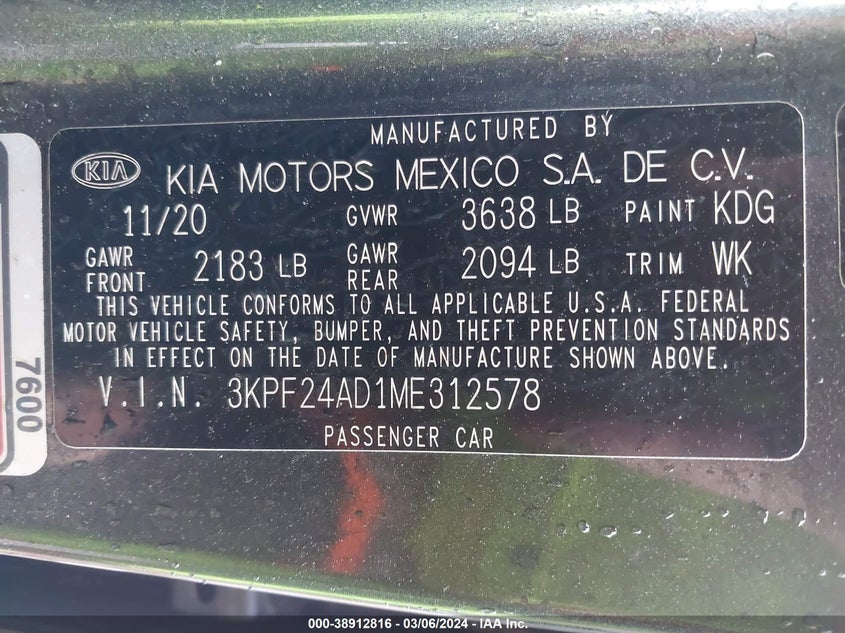 MANUFACTURED BY
KIA KIA MOTORS MEXICO S.A. DE C.V.
11/20 GVWR 3638 LB PAINT KDG
GAWR FRONT 2183 LB GAWR REAR 2094 LB TRIM WK
THIS VEHICLE CONFORMS TO ALL APPLICABLE U.S.A. FEDERAL
MOTOR VEHICLE SAFETY, BUMPER, AND THEFT PREVENTION STANDARDS
IN EFFECT ON THE DATE OF MANUFACTURE SHOWN ABOVE.
V.I.N. 3KPF24AD1ME312578
PASSENGER CAR
7600
000-38912816 - 03/06/2024 - IAA Inc.